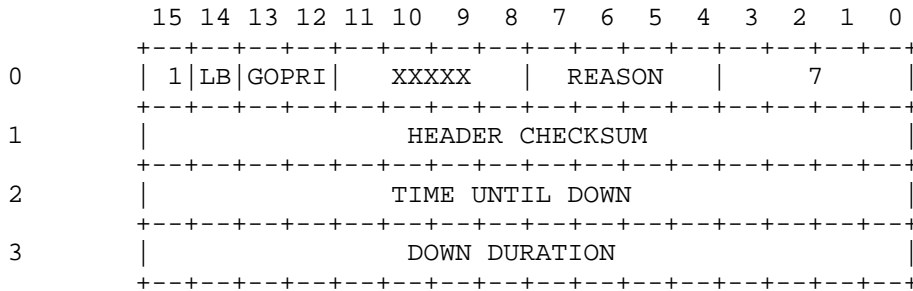 15 14 13 12 11 10 9 8 7 6 5 4 3 2 1 0
+--+--+--+--+--+--+--+--+--+--+--+--+--+--+--+--+
0 | 1|LB|GOPRI| XXXXX | REASON | 7 |
+--+--+--+--+--+--+--+--+--+--+--+--+--+--+--+--+
1 | HEADER CHECKSUM |
+--+--+--+--+--+--+--+--+--+--+--+--+--+--+--+--+
2 | TIME UNTIL DOWN |
+--+--+--+--+--+--+--+--+--+--+--+--+--+--+--+--+
3 | DOWN DURATION |
+--+--+--+--+--+--+--+--+--+--+--+--+--+--+--+--+